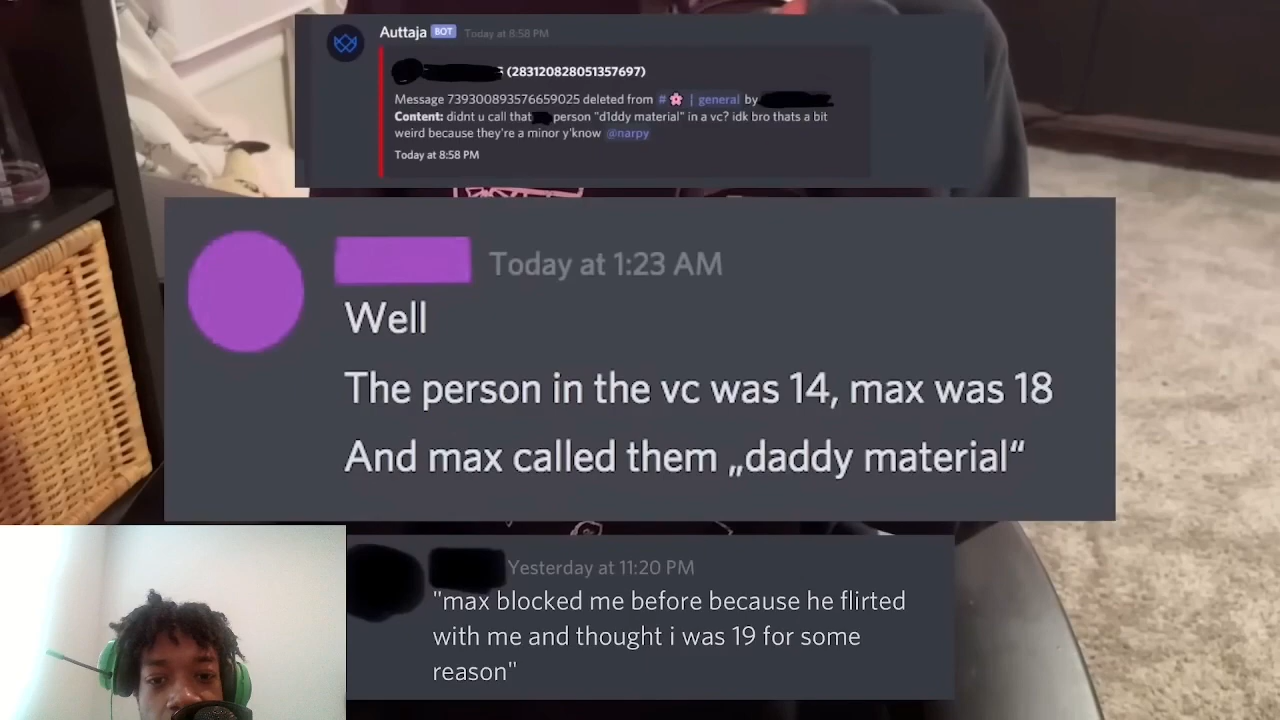 Auttaja BOT Today at 8:58 PM
(283120828051357697)
Message 739300893576659025 deleted from # 🌸 | general by
Content: didnt u call that person "d1ddy material" in a vc? idk bro thats a bit
weird because they're a minor y'know @narpy
Today at 8:58 PM
Today at 1:23 AM
Well
The person in the vc was 14, max was 18
And max called them „daddy material“
Yesterday at 11:20 PM
"max blocked me before because he flirted
with me and thought i was 19 for some
reason"